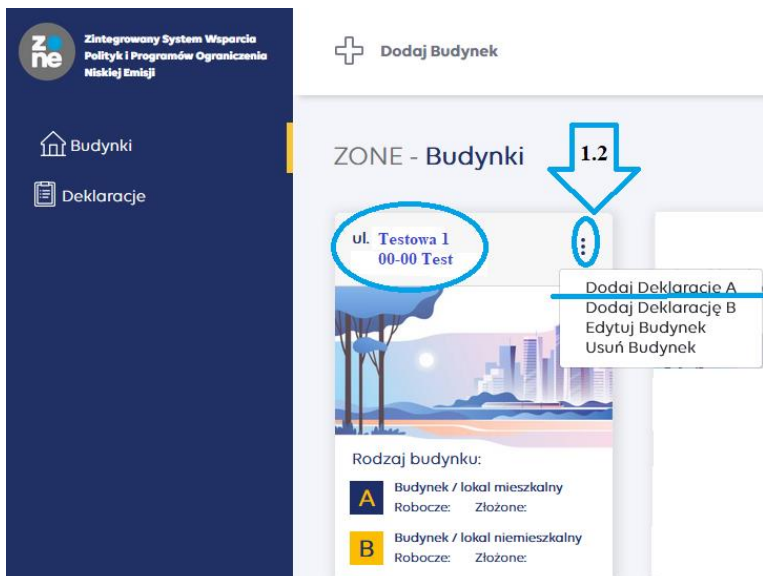 zone
Zintegrowany System Wsparcia
Polityk i Programów Ograniczenia
Niskiej Emisji
Dodaj Budynek
Budynki
Deklaracje
ZONE - Budynki
1.2
ul. Testowa 1
00-00 Test
Dodaj Deklarację A
Dodaj Deklarację B
Edytuj Budynek
Usuń Budynek
Rodzaj budynku:
A
Budynek / lokal mieszkalny
Robocze: Złożone:
B
Budynek / lokal niemieszkalny
Robocze: Złożone: